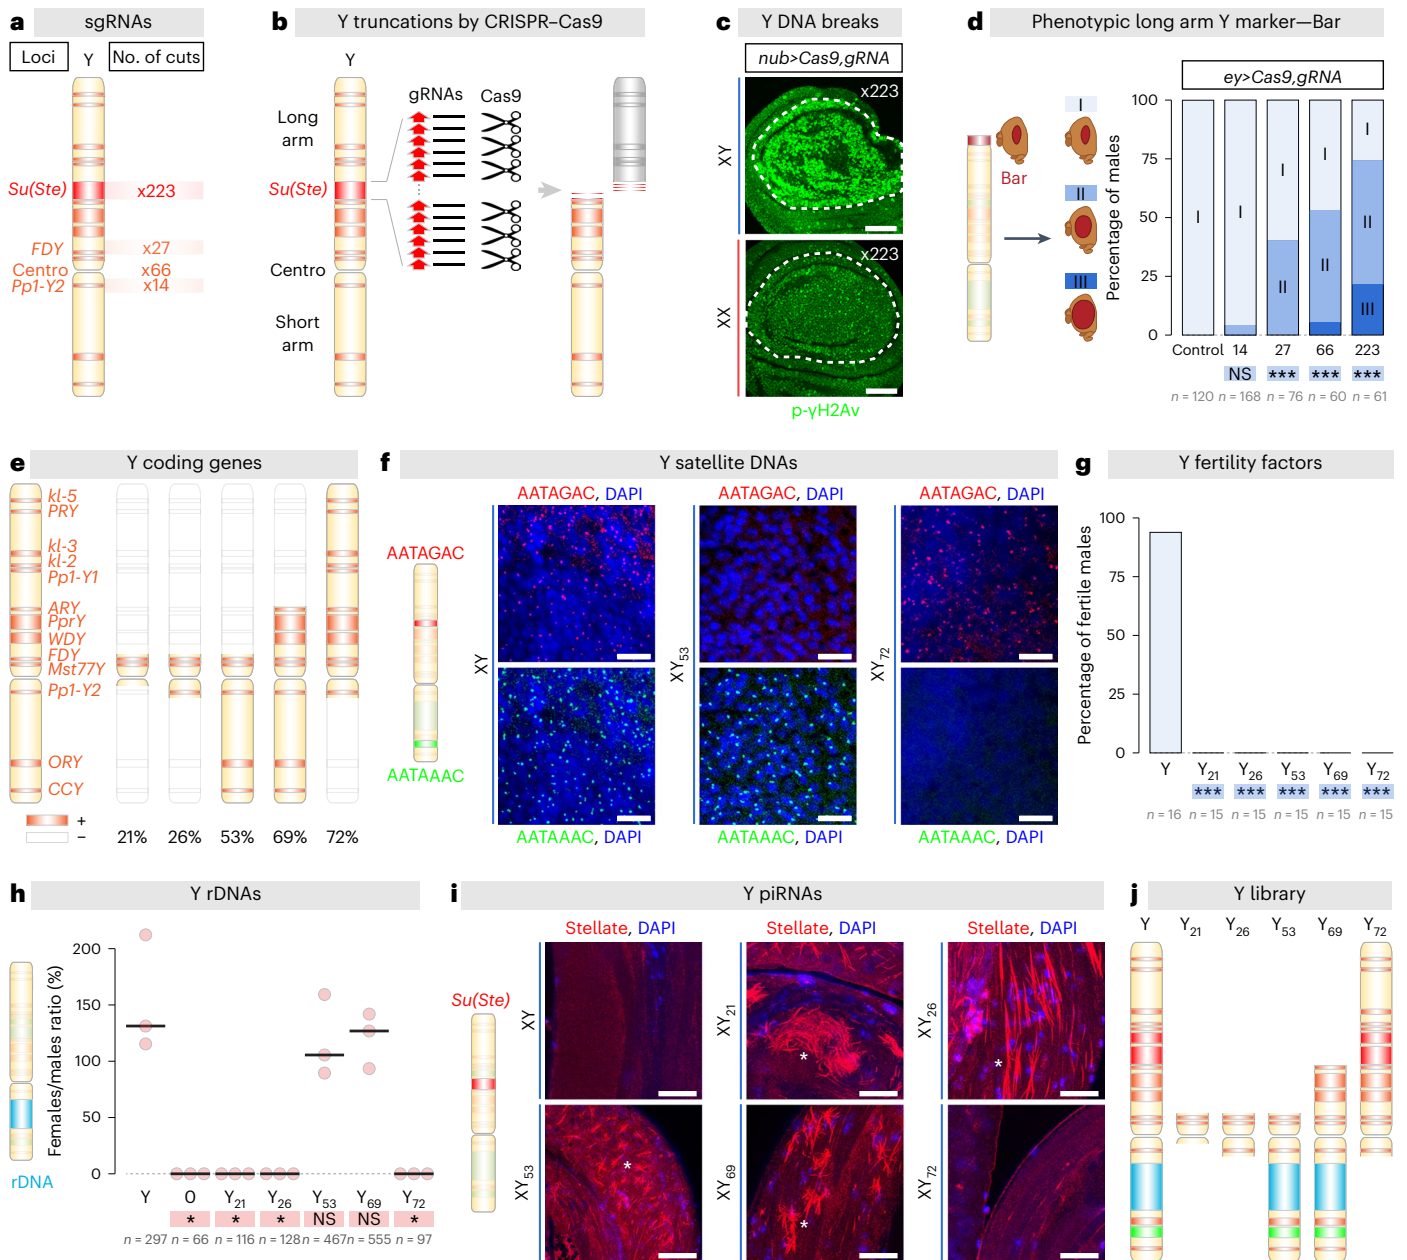 a sgRNAs
Loci Y No. of cuts
Su(Ste) x223
FDY x27
Centro x66
Pp1-Y2 x14
b Y truncations by CRISPR–Cas9
Y
gRNAs Cas9
Long arm
Su(Ste)
Centro
Short arm
c Y DNA breaks
nub>Cas9,gRNA
XY x223
XX x223
p-γH2Av
d Phenotypic long arm Y marker—Bar
ey>Cas9,gRNA
Bar
I
II
III
Percentage of males
100
75
50
25
0
I I I I I
II II II
III
Control 14 27 66 223
NS *** *** ***
n = 120 n = 168 n = 76 n = 60 n = 61
e Y coding genes
kl-5
PRY
kl-3
kl-2
Pp1-Y1
ARY
PprY
WDY
FDY
Mst77Y
Pp1-Y2
ORY
CCY
+
−
21% 26% 53% 69% 72%
f Y satellite DNAs
AATAGAC, DAPI AATAGAC, DAPI AATAGAC, DAPI
AATAGAC
AATAAAC
XY XY53 XY72
AATAAAC, DAPI AATAAAC, DAPI AATAAAC, DAPI
g Y fertility factors
Percentage of fertile males
100
75
50
25
0
Y Y21 Y26 Y53 Y69 Y72
*** *** *** *** ***
n = 16 n = 15 n = 15 n = 15 n = 15 n = 15
h Y rDNAs
rDNA
Females/males ratio (%)
200
150
100
50
0
Y 0 Y21 Y26 Y53 Y69 Y72
* * * NS NS *
n = 297 n = 66 n = 116 n = 128 n = 467 n = 555 n = 97
i Y piRNAs
Stellate, DAPI Stellate, DAPI Stellate, DAPI
Su(Ste)
XY XY21 * XY26 *
XY53 * XY69 * XY72
j Y library
Y Y21 Y26 Y53 Y69 Y72